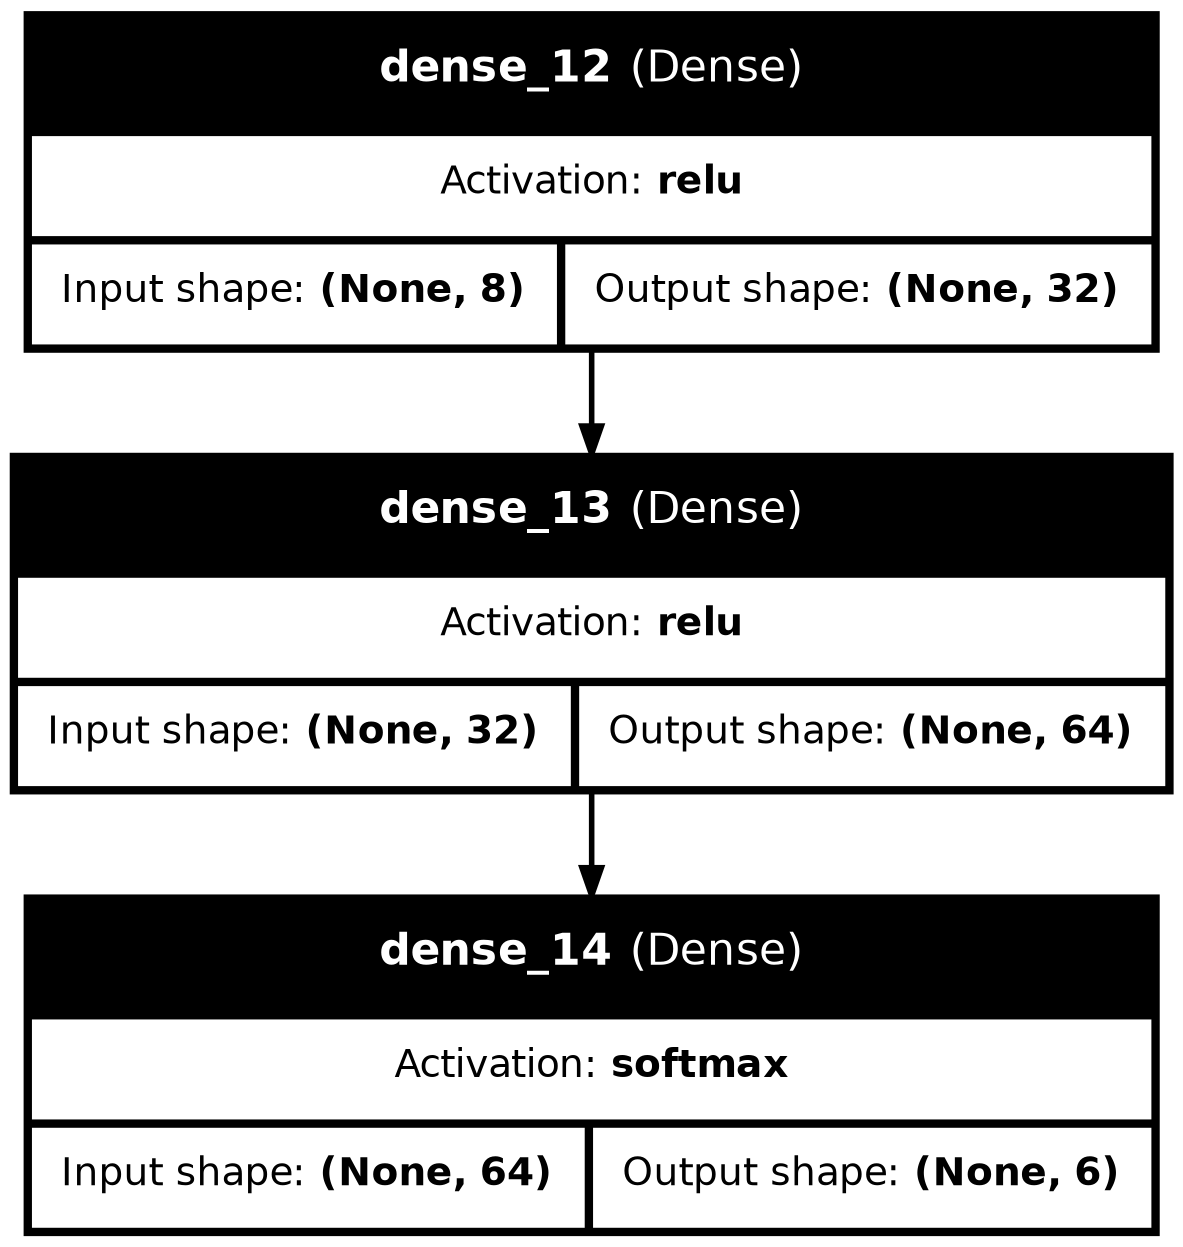 dense_12 (Dense)
Activation: relu
Input shape: (None, 8) Output shape: (None, 32)
dense_13 (Dense)
Activation: relu
Input shape: (None, 32) Output shape: (None, 64)
dense_14 (Dense)
Activation: softmax
Input shape: (None, 64) Output shape: (None, 6)